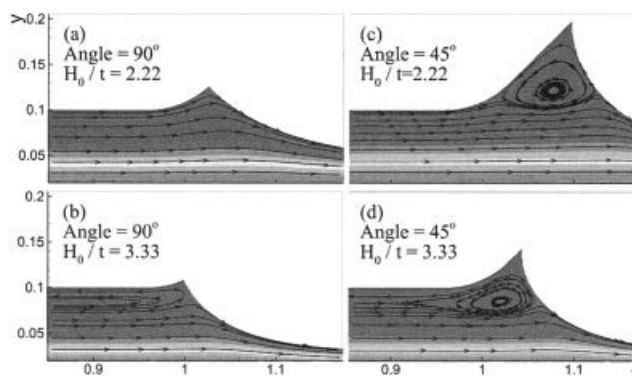 y
0.2
(a)
Angle = 90°
H₀ / t = 2.22
0.15
0.1
0.05
(c)
Angle = 45°
H₀ / t=2.22
0.2
(b)
Angle = 90°
H₀ / t = 3.33
0.15
0.1
0.05
(d)
Angle = 45°
H₀ / t = 3.33
0.9
1
1.1
0.9
1
1.1